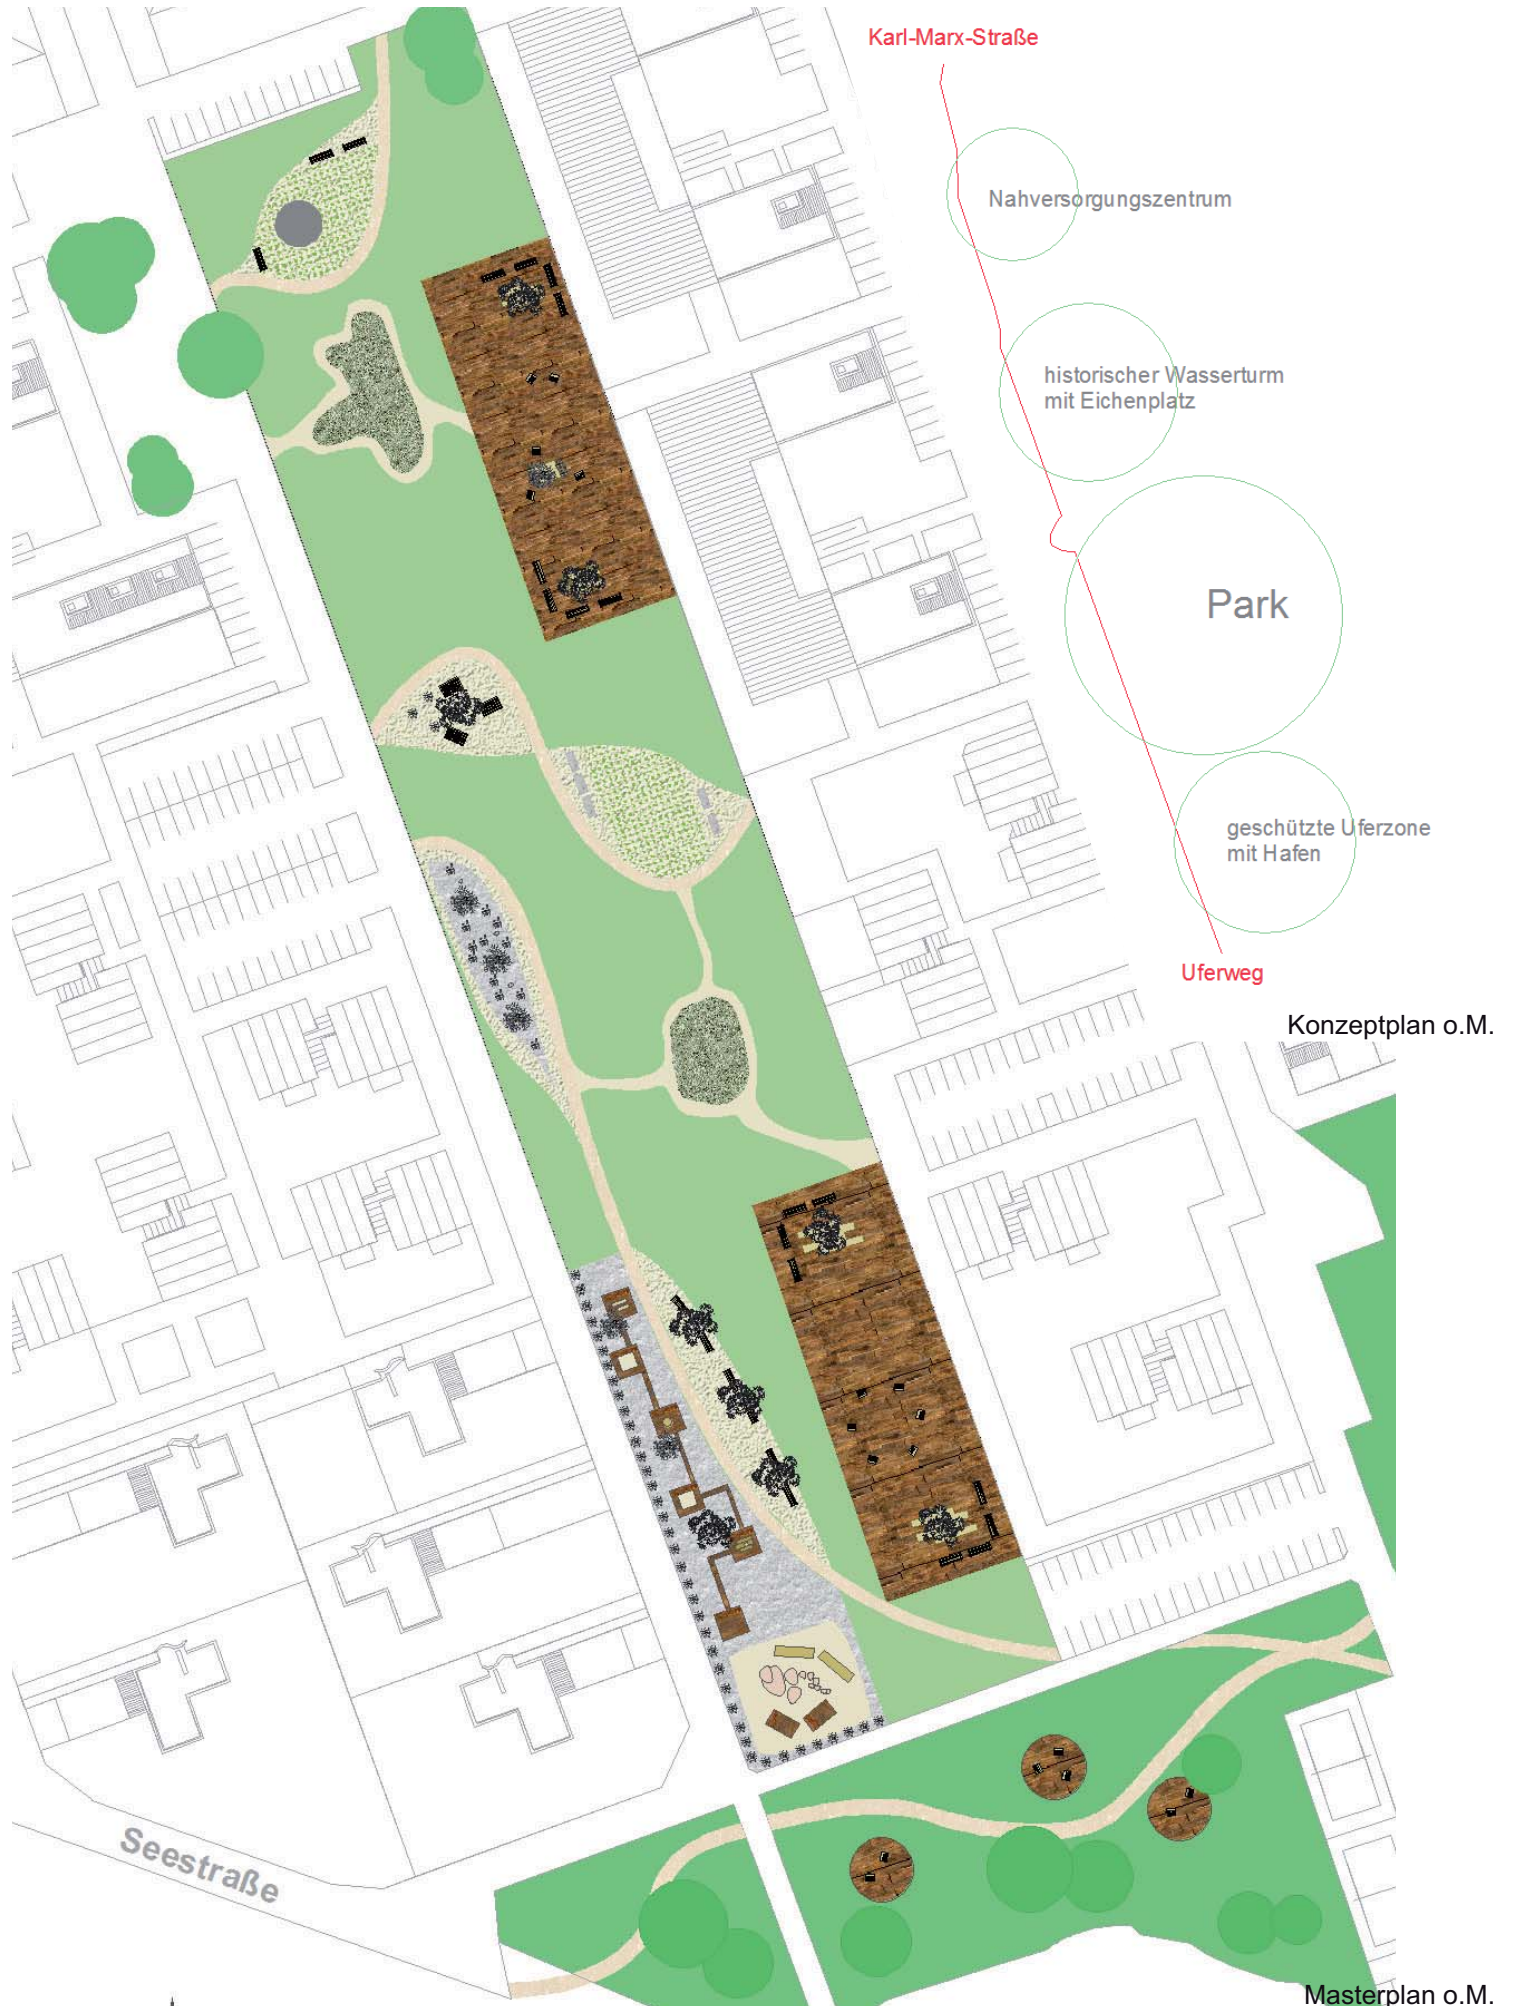 Karl-Marx-Straße
Nahversorgungszentrum
historischer Wasserturm
mit Eichenplatz
Park
geschützte Uferzone
mit Hafen
Uferweg
Konzeptplan o.M.
Seestraße
Masterplan o.M.